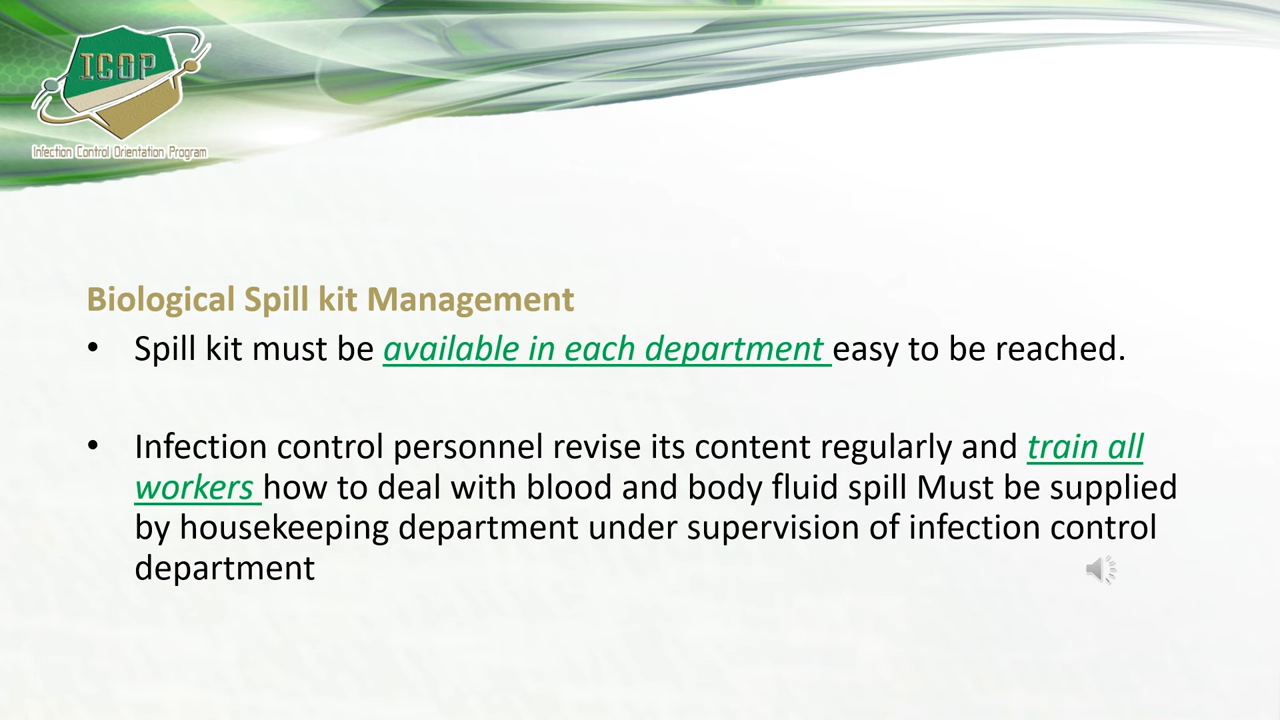 ICOP
Infection Control Orientation Program
Biological Spill kit Management
• Spill kit must be available in each department easy to be reached.
• Infection control personnel revise its content regularly and train all
workers how to deal with blood and body fluid spill Must be supplied
by housekeeping department under supervision of infection control
department